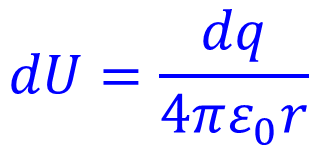 dU = dq / 4πε₀r